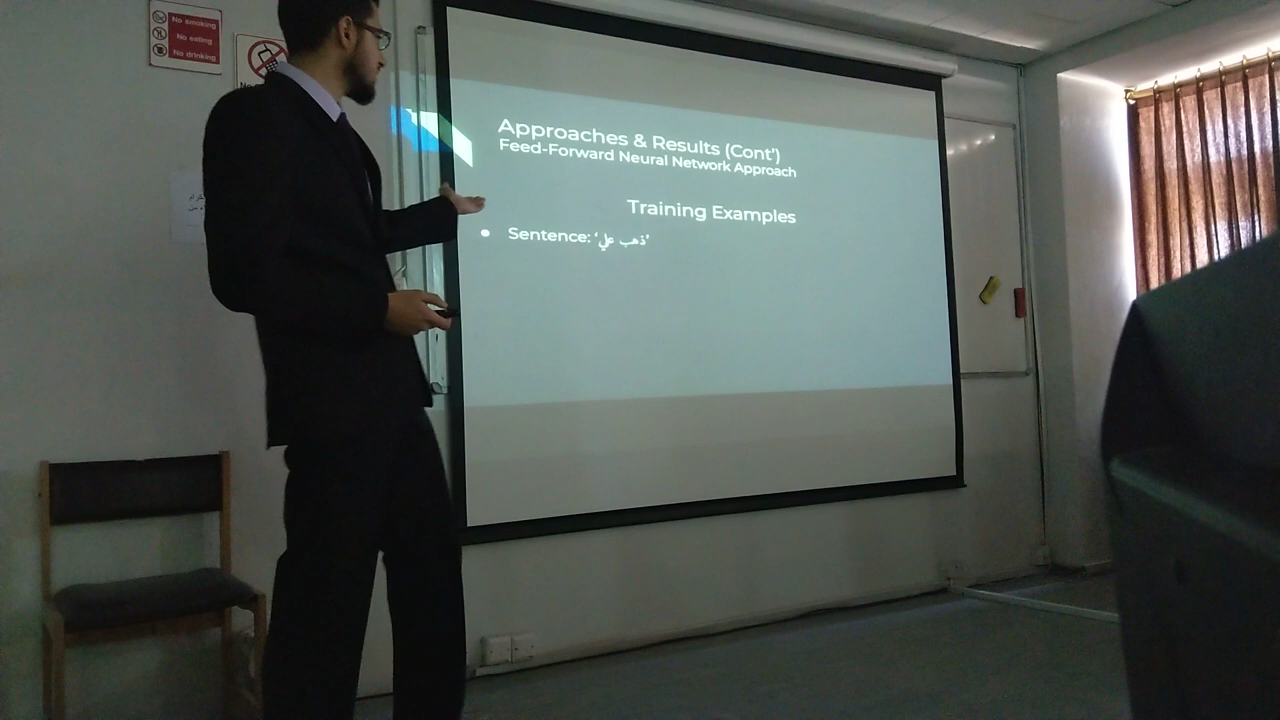 No smoking
No eating
No drinking
Approaches & Results (Cont')
Feed-Forward Neural Network Approach
Training Examples
• Sentence: ‘ذهب علي’